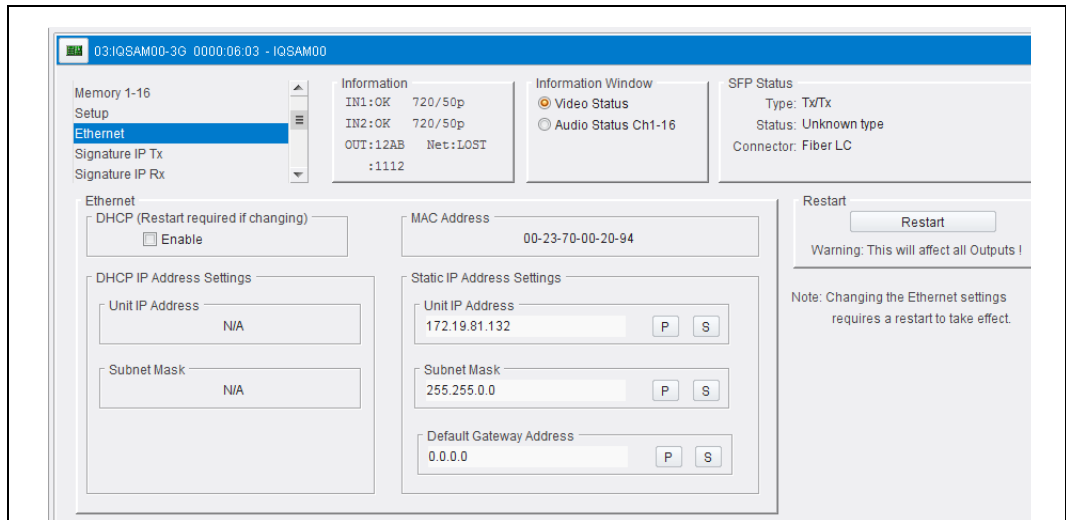 03:IQSAM00-3G 0000:06:03 - IQSAM00
Memory 1-16
Setup
Ethernet
Signature IP Tx
Signature IP Rx
Information
IN1:OK 720/50p
IN2:OK 720/50p
OUT:12AB Net:LOST
:1112
Information Window
Video Status
Audio Status Ch1-16
SFP Status
Type: Tx/Tx
Status: Unknown type
Connector: Fiber LC
Ethernet
DHCP (Restart required if changing)
Enable
MAC Address
00-23-70-00-20-94
DHCP IP Address Settings
Unit IP Address
N/A
Subnet Mask
N/A
Static IP Address Settings
Unit IP Address
172.19.81.132 P S
Subnet Mask
255.255.0.0 P S
Default Gateway Address
0.0.0.0 P S
Restart
Restart
Warning: This will affect all Outputs !
Note: Changing the Ethernet settings
requires a restart to take effect.